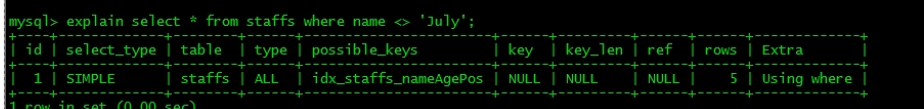 mysql> explain select * from staffs where name <> 'July';
+----+-------------+--------+------+-----------------------+------+---------+------+------+-------------+
| id | select_type | table | type | possible_keys | key | key_len | ref | rows | Extra |
+----+-------------+--------+------+-----------------------+------+---------+------+------+-------------+
| 1 | SIMPLE | staffs | ALL | idx_staffs_nameAgePos | NULL | NULL | NULL | 5 | Using where |
+----+-------------+--------+------+-----------------------+------+---------+------+------+-------------+
1 row in set (0.00 sec)